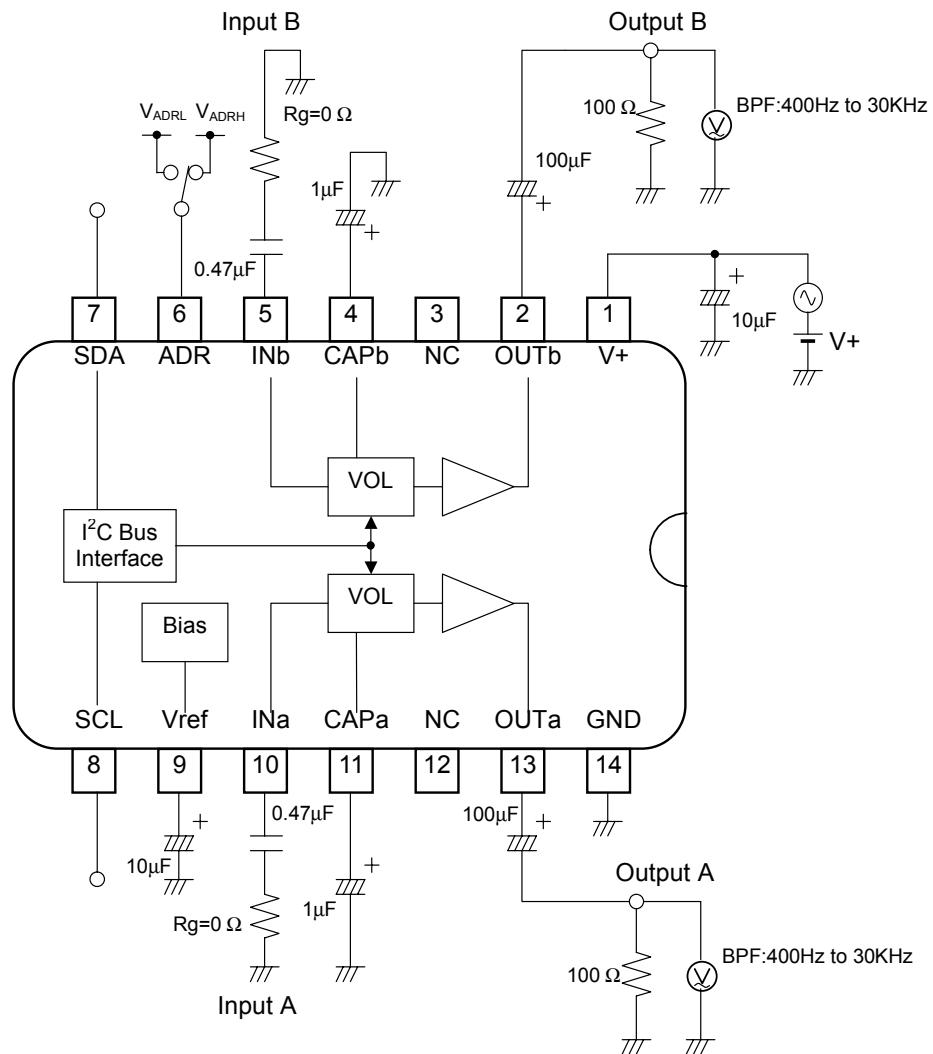 Input B
Output B
Rg=0 Ω
VADRL VADRH
100 Ω
BPF:400Hz to 30KHz
100μF
+
1μF
+
0.47μF
+
10μF
V+
7
6
5
4
3
2
1
SDA
ADR
INb
CAPb
NC
OUTb
V+
VOL
I²C Bus
Interface
VOL
Bias
SCL
Vref
INa
CAPa
NC
OUTa
GND
8
9
10
11
12
13
14
+
10μF
0.47μF
Rg=0 Ω
+
1μF
100μF
+
Input A
Output A
100 Ω
BPF:400Hz to 30KHz
V
V